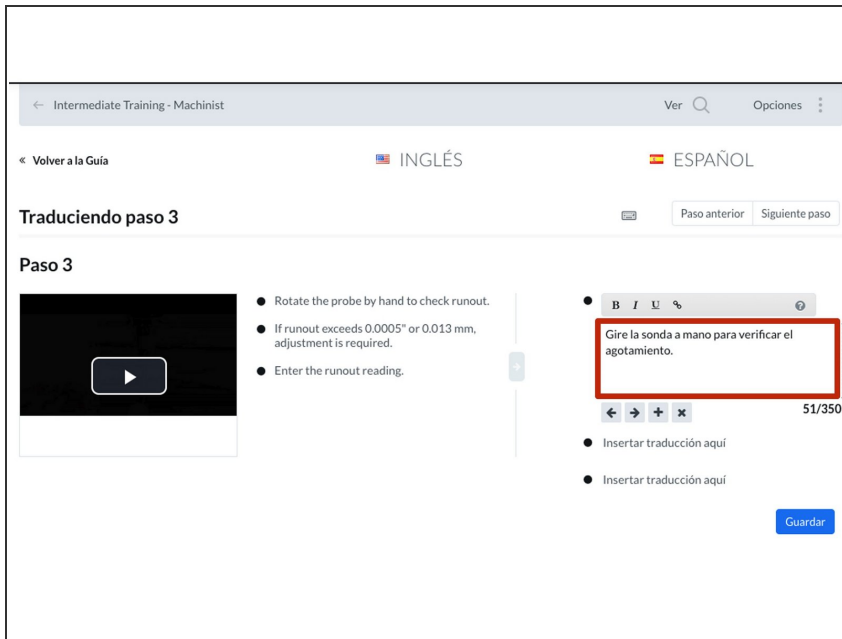 ← Intermediate Training - Machinist
Ver
Opciones
« Volver a la Guía
INGLÉS
ESPAÑOL
Traduciendo paso 3
Paso anterior
Siguiente paso
Paso 3
● Rotate the probe by hand to check runout.
● If runout exceeds 0.0005" or 0.013 mm,
adjustment is required.
● Enter the runout reading.
B I U
Gire la sonda a mano para verificar el
agotamiento.
51/350
● Insertar traducción aquí
● Insertar traducción aquí
Guardar